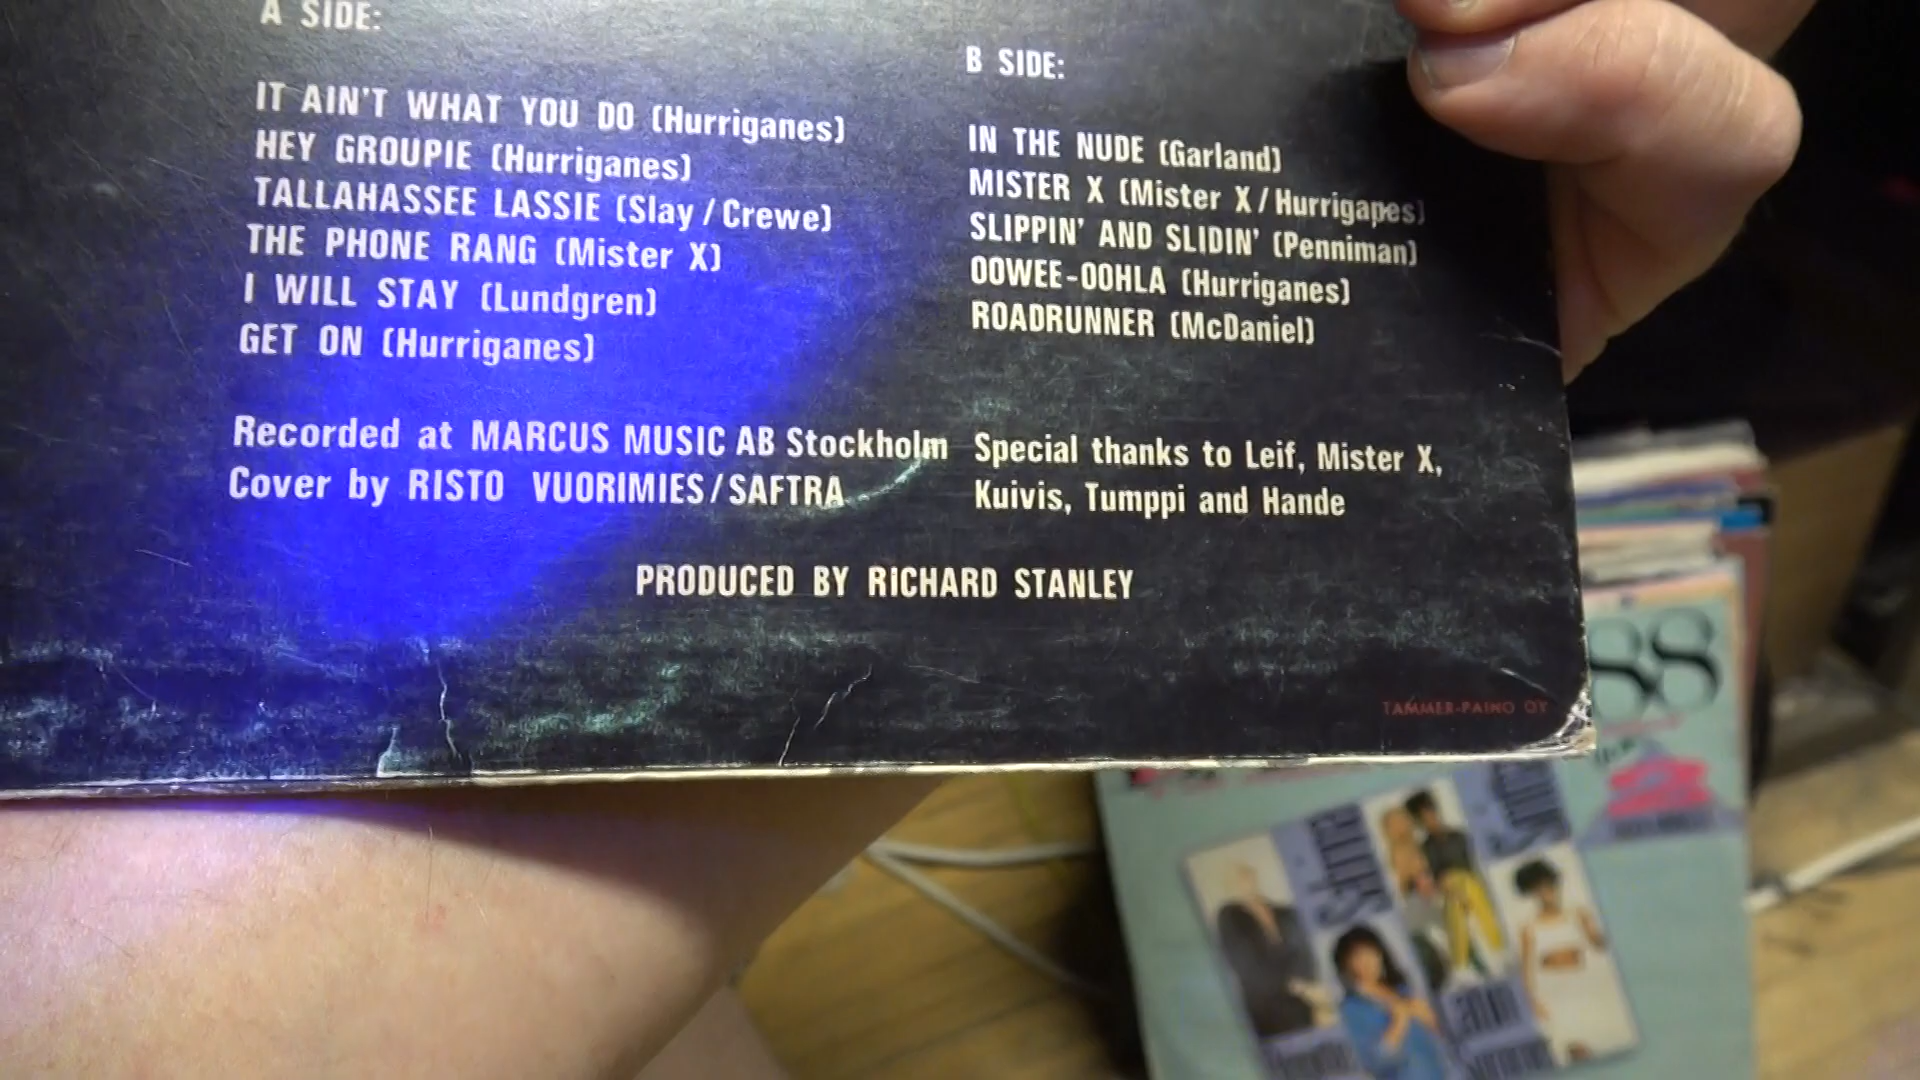 A SIDE:
IT AIN'T WHAT YOU DO (Hurriganes)
HEY GROUPIE (Hurriganes)
TALLAHASSEE LASSIE (Slay/Crewe)
THE PHONE RANG (Mister X)
I WILL STAY (Lundgren)
GET ON (Hurriganes)
B SIDE:
IN THE NUDE (Garland)
MISTER X (Mister X/Hurriganes)
SLIPPIN' AND SLIDIN' (Penniman)
OOWEE-OOHLA (Hurriganes)
ROADRUNNER (McDaniel)
Recorded at MARCUS MUSIC AB Stockholm
Cover by RISTO VUORIMIES/SAFTRA
Special thanks to Leif, Mister X,
Kuivis, Tumppi and Hande
PRODUCED BY RiCHARD STANLEY
TAMMER-PAINO OY
88